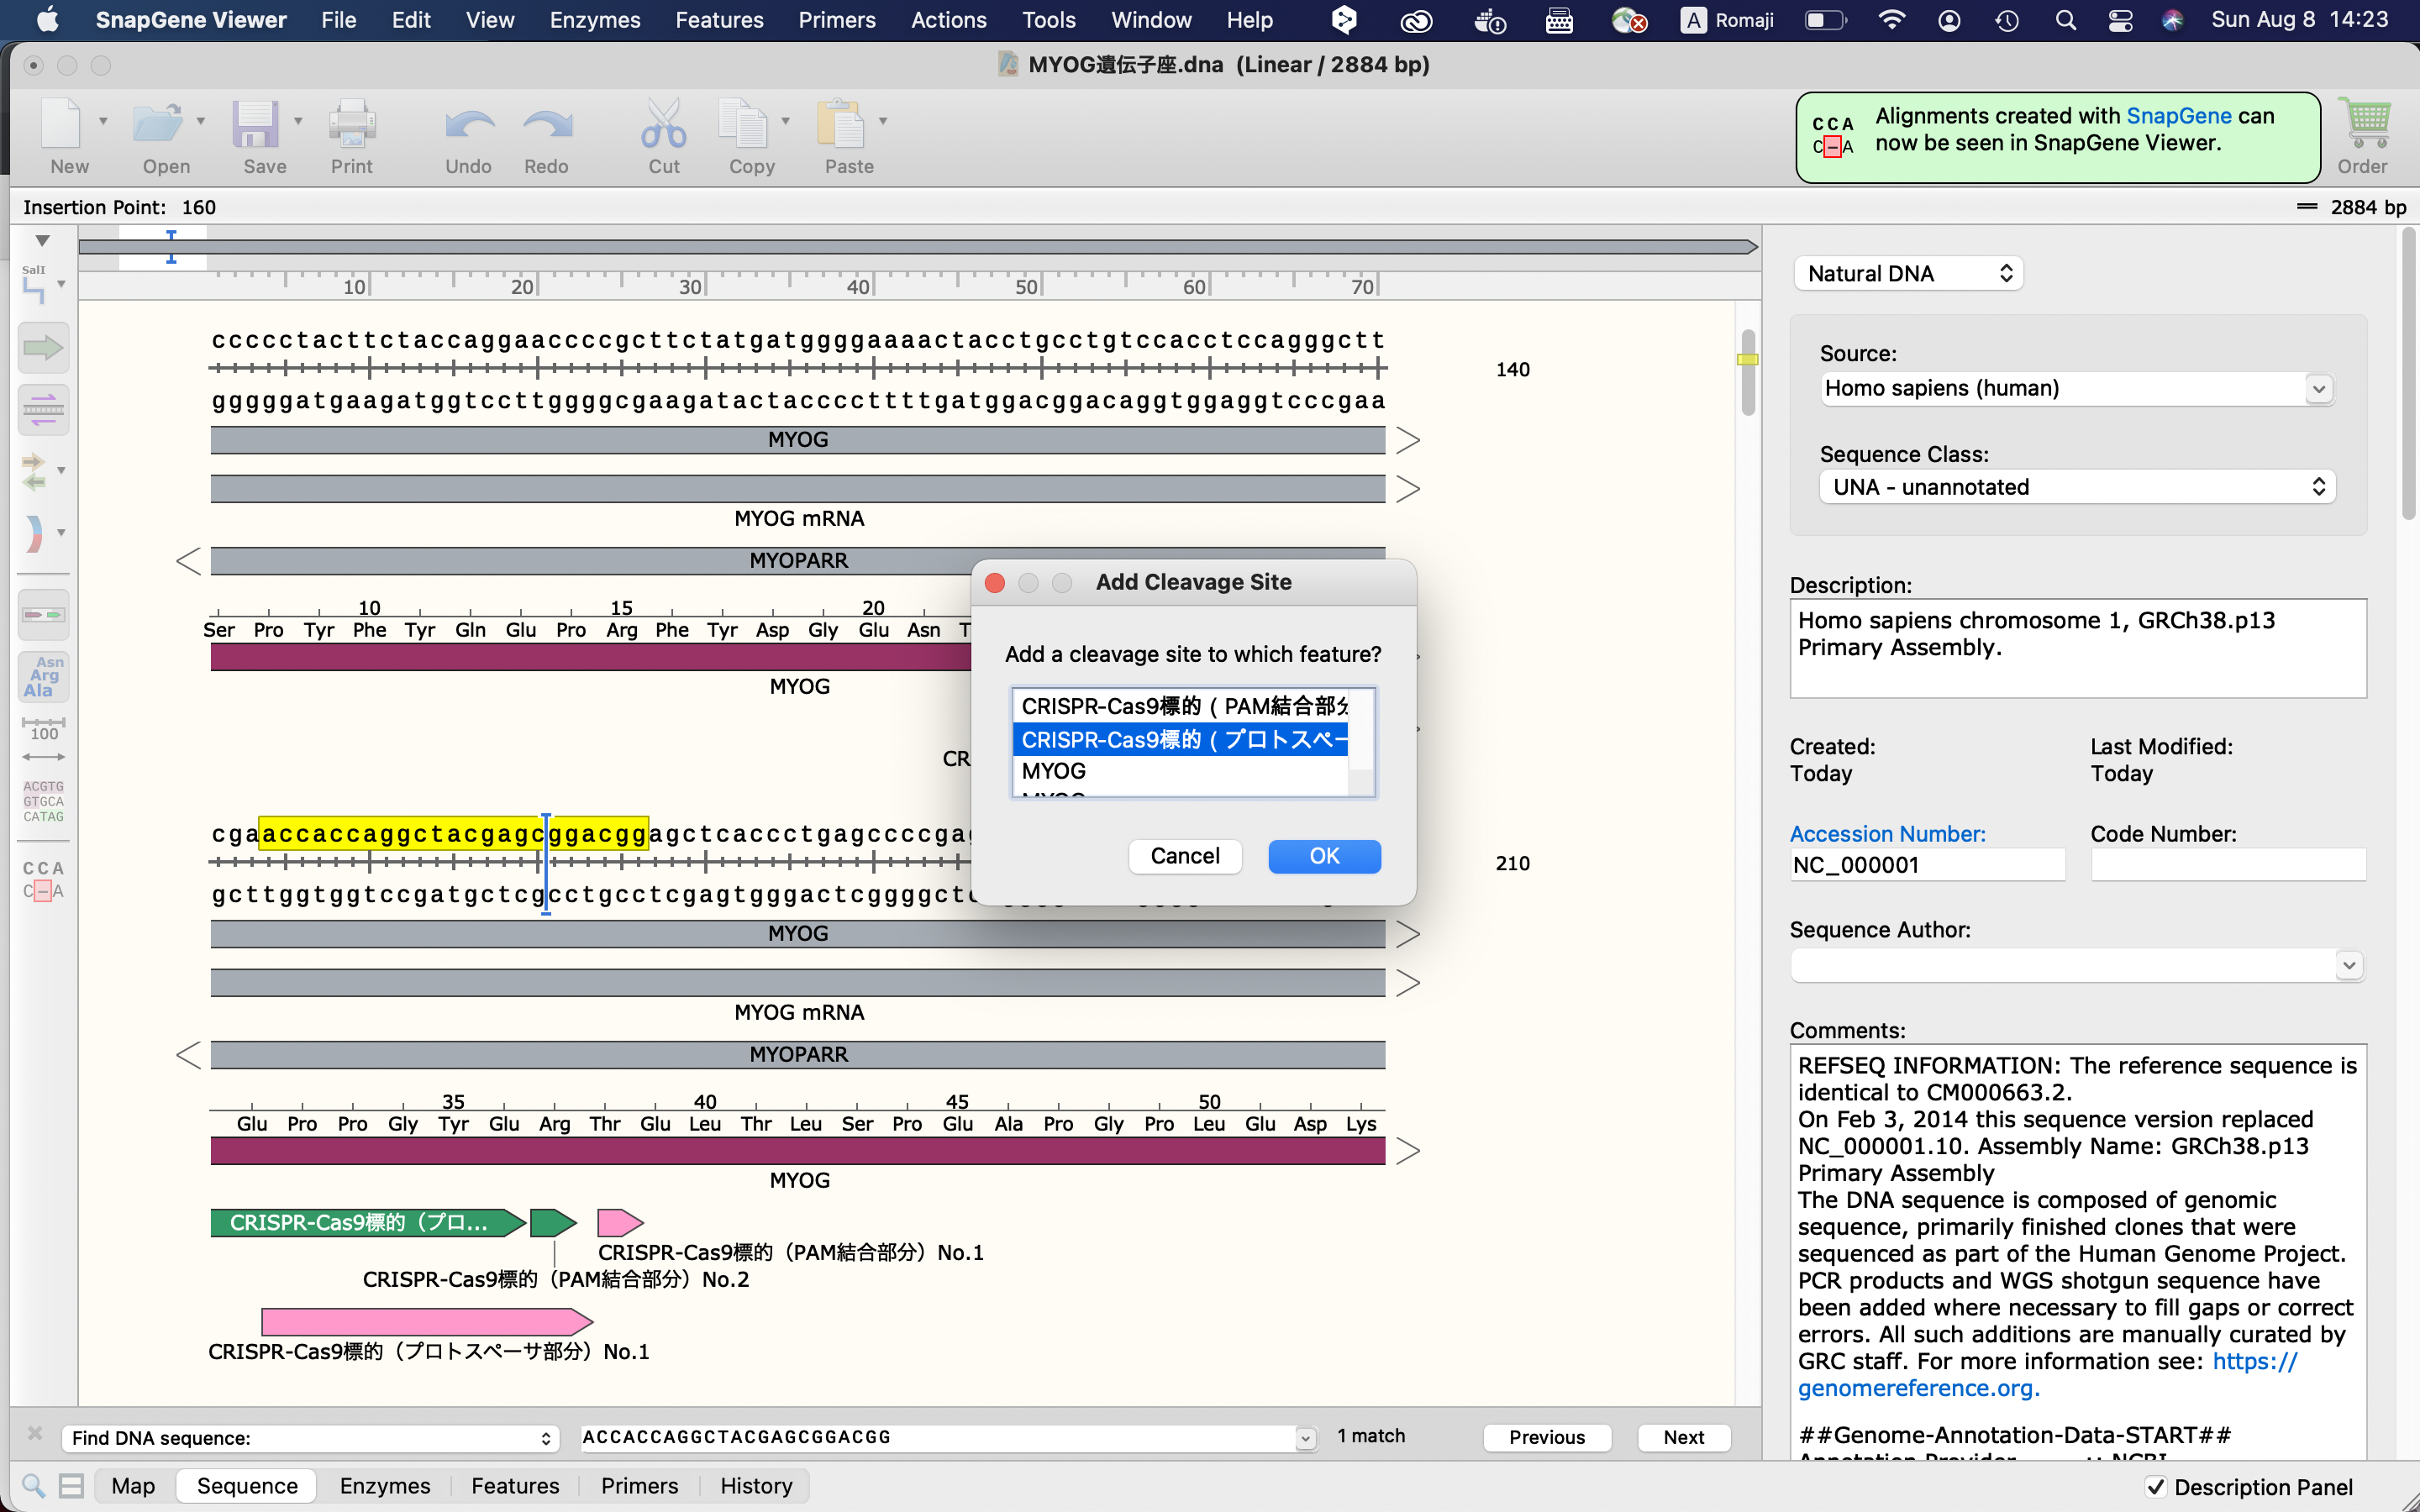 SnapGene Viewer File Edit View Enzymes Features Primers Actions Tools Window Help A Romaji Sun Aug 8 14:23
MYOG遺伝子座.dna (Linear / 2884 bp)
New Open Save Print Undo Redo Cut Copy Paste Order
CCA
C-A
Alignments created with SnapGene can
now be seen in SnapGene Viewer.
Insertion Point: 160
2884 bp
SalI
Asn
Arg
Ala
100
ACGTG
GTGCA
CATAG
CCA
C-A
10 20 30 40 50 60 70
ccccctacttctaccaggaaccccgcttctatgatggggaaaactacctgcctgtccacctccagggctt
140
gggggatgaagatggtccttggggcgaagatactacccctttt​gatggacggacaggtggaggtcccgaa
MYOG
MYOG mRNA
MYOPARR
10 15 20
Ser Pro Tyr Phe Tyr Gln Glu Pro Arg Phe Tyr Asp Gly Glu Asn
MYOG
CR
cgaaccaccaggctacgagcggacggagctcaccctgagccccga
210
gcttggtggtccgatgctcgcctgcctcgagtgggactcggggct
MYOG
MYOG mRNA
MYOPARR
35 40 45 50
Glu Pro Pro Gly Tyr Glu Arg Thr Glu Leu Thr Leu Ser Pro Glu Ala Pro Gly Pro Leu Glu Asp Lys
MYOG
CRISPR-Cas9標的（プロ...
CRISPR-Cas9標的（PAM結合部分）No.1
CRISPR-Cas9標的（PAM結合部分）No.2
CRISPR-Cas9標的（プロトスペーサ部分）No.1
Add Cleavage Site
Add a cleavage site to which feature?
CRISPR-Cas9標的（PAM結合部分
CRISPR-Cas9標的（プロトスペー
MYOG
MYOG
Cancel OK
Natural DNA
Source:
Homo sapiens (human)
Sequence Class:
UNA - unannotated
Description:
Homo sapiens chromosome 1, GRCh38.p13
Primary Assembly.
Created: Last Modified:
Today Today
Accession Number: Code Number:
NC_000001
Sequence Author:
Comments:
REFSEQ INFORMATION: The reference sequence is
identical to CM000663.2.
On Feb 3, 2014 this sequence version replaced
NC_000001.10. Assembly Name: GRCh38.p13
Primary Assembly
The DNA sequence is composed of genomic
sequence, primarily finished clones that were
sequenced as part of the Human Genome Project.
PCR products and WGS shotgun sequence have
been added where necessary to fill gaps or correct
errors. All such additions are manually curated by
GRC staff. For more information see: https://
genomereference.org.
##Genome-Annotation-Data-START##
Annotation Provider :: NCBI
Find DNA sequence: ACCACCAGGCTACGAGCGGACGG 1 match Previous Next
Map Sequence Enzymes Features Primers History Description Panel